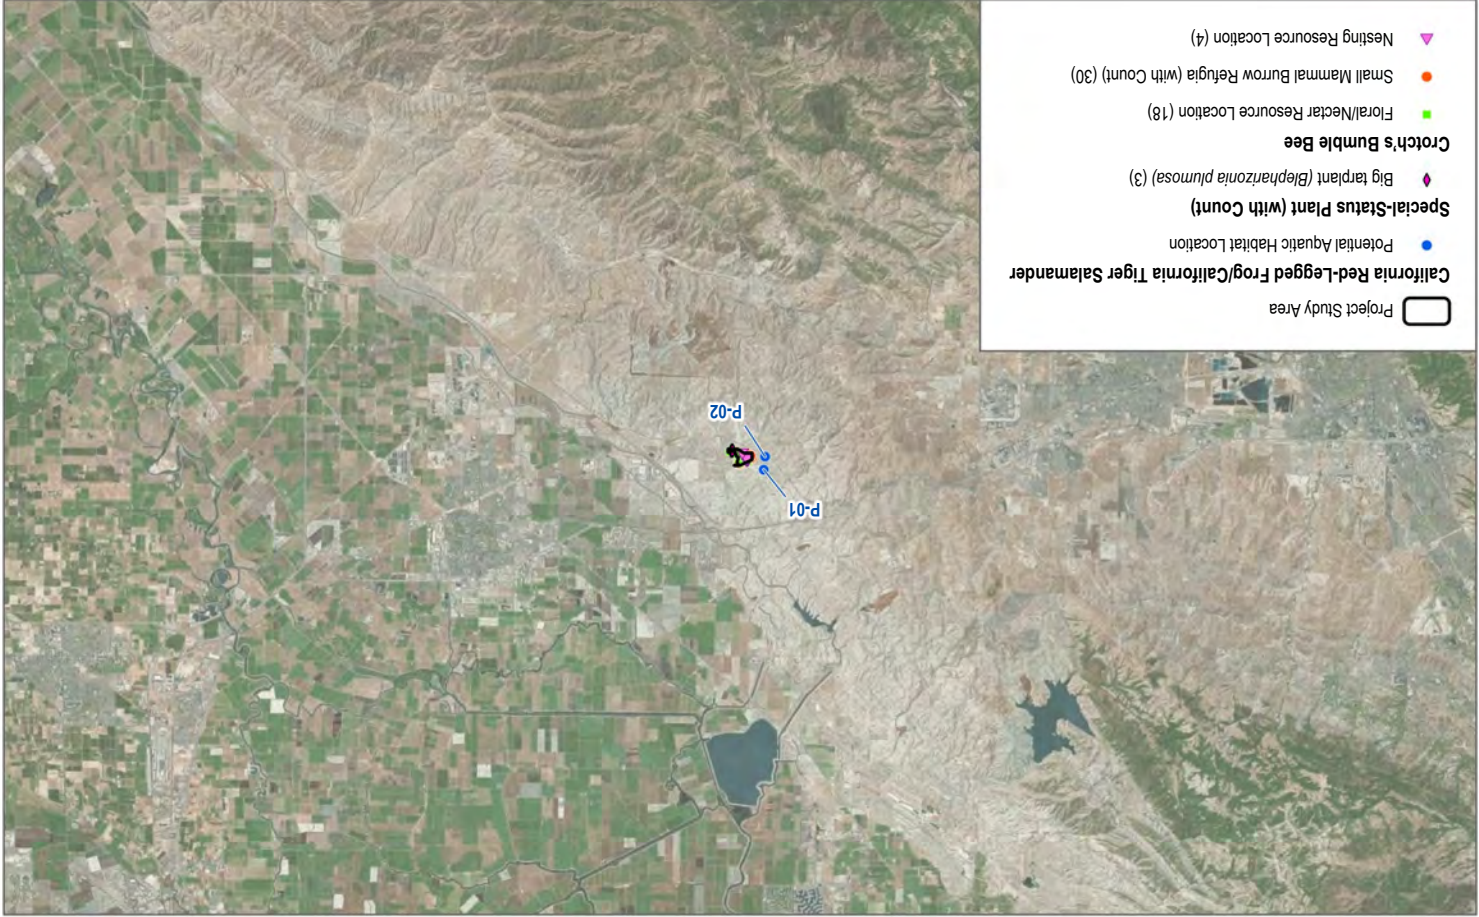 Project Study Area
California Red-Legged Frog/California Tiger Salamander
Potential Aquatic Habitat Location
Special-Status Plant (with Count)
Big tarplant (Blepharizonia plumosa) (3)
Crotch's Bumble Bee
Floral/Nectar Resource Location (18)
Small Mammal Burrow Refugia (with Count) (30)
Nesting Resource Location (4)
P-01
P-02